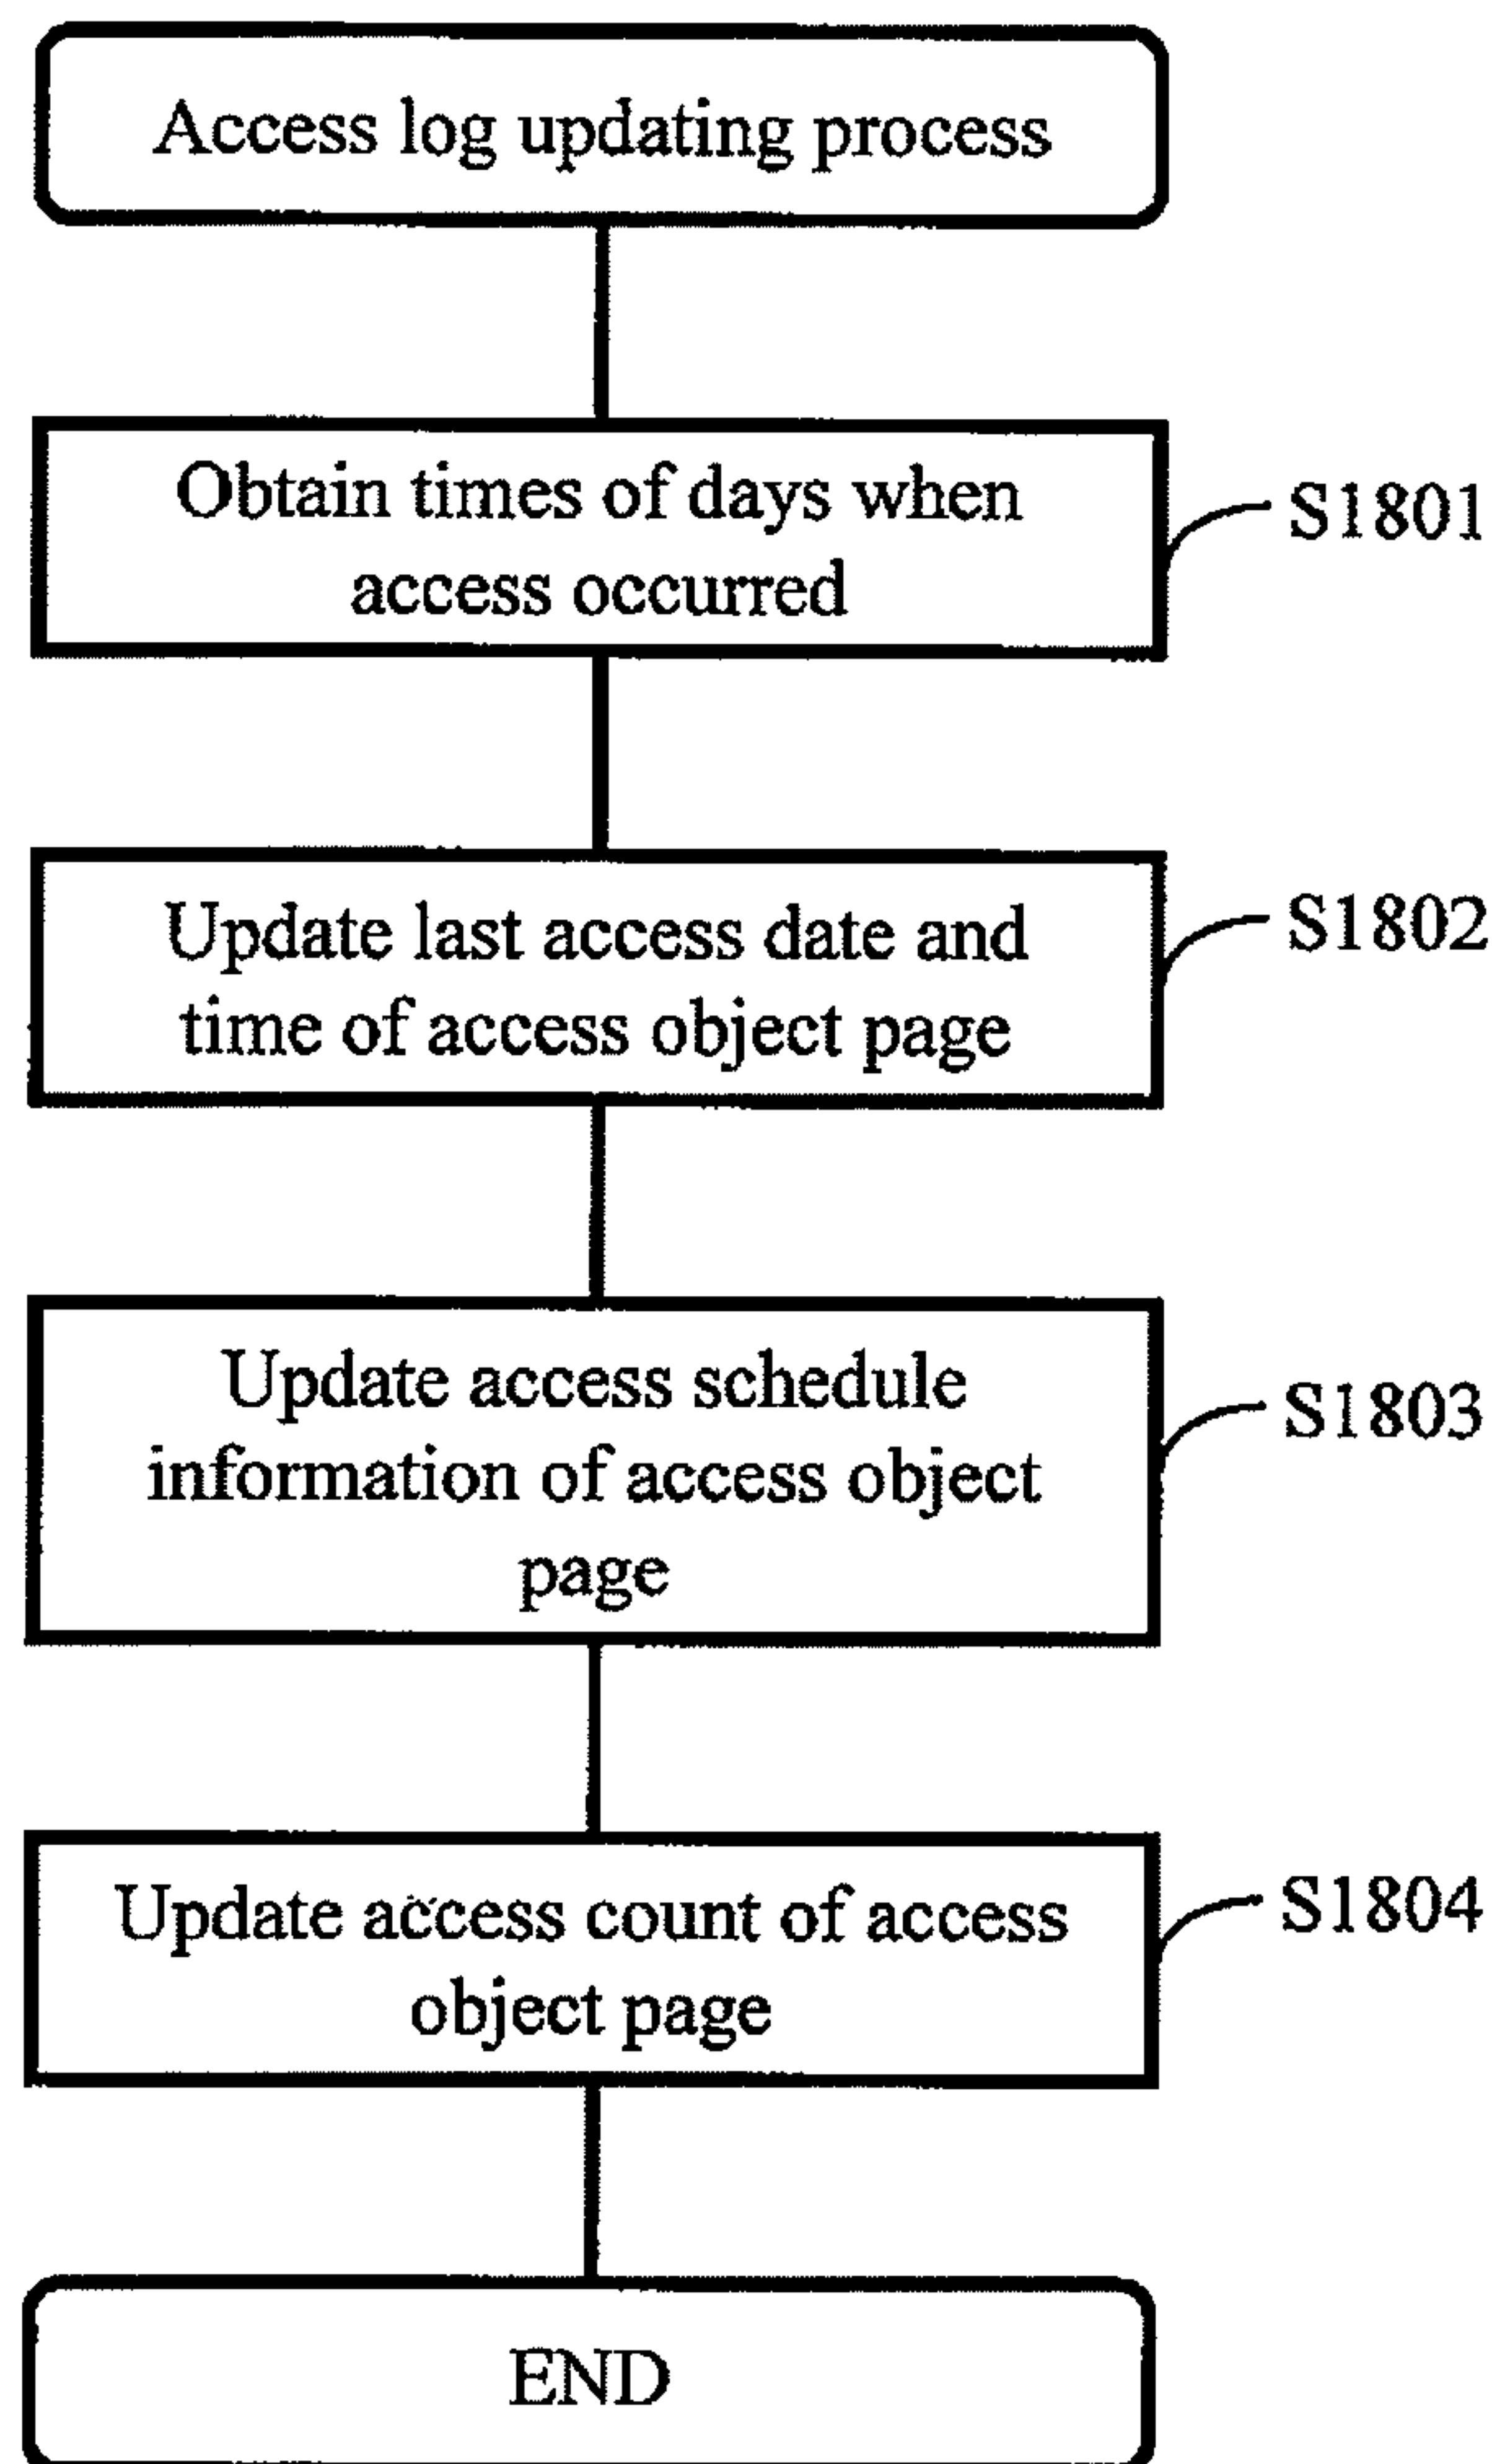 Access log updating process
Obtain times of days when
access occurred
S1801
Update last access date and
time of access object page
S1802
Update access schedule
information of access object
page
S1803
Update access count of access
object page
S1804
END